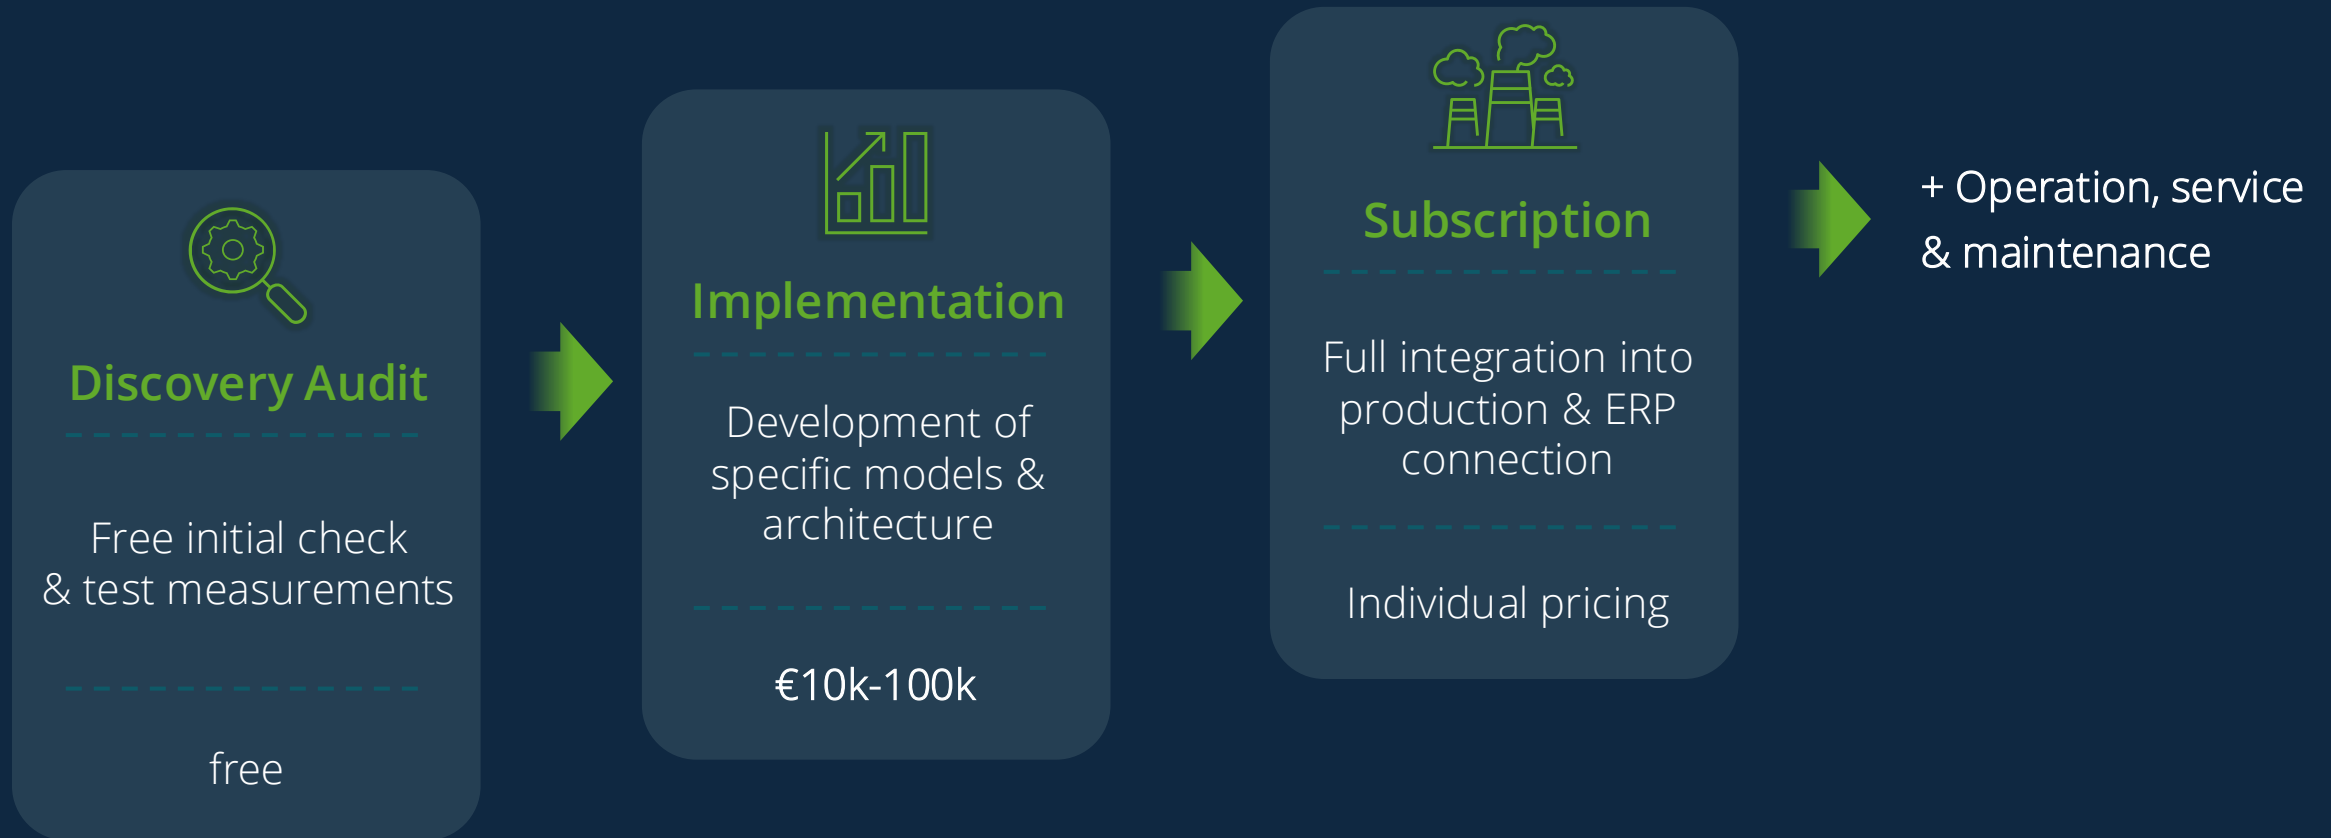 Discovery Audit
Free initial check
& test measurements
free
Implementation
Development of
specific models &
architecture
€10k-100k
Subscription
Full integration into
production & ERP
connection
Individual pricing
+ Operation, service
& maintenance